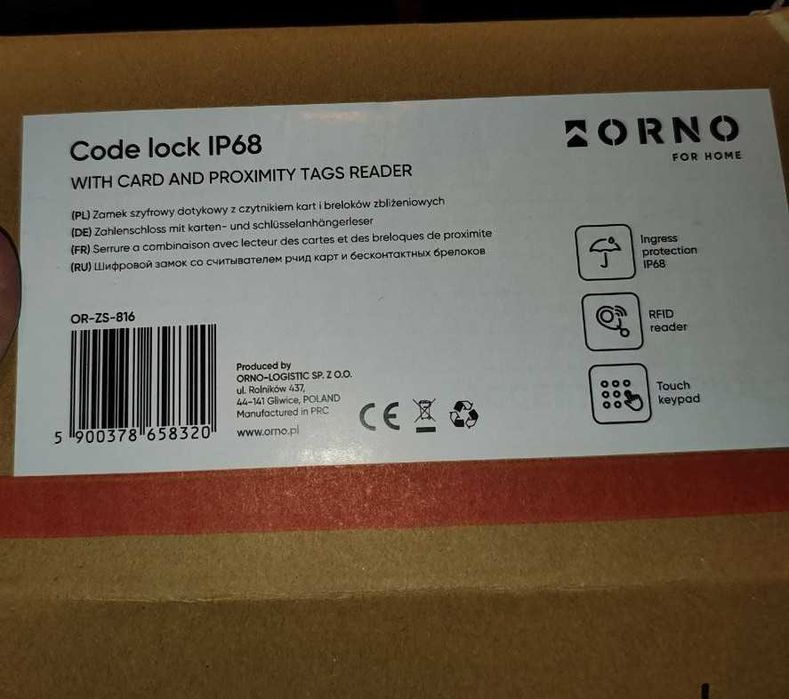 Code lock IP68
WITH CARD AND PROXIMITY TAGS READER
(PL) Zamek szyfrowy dotykowy z czytnikiem kart i breloków zbliżeniowych
(DE) Zahlenschloss mit karten- und schlüsselanhängerleser
(FR) Serrure a combinaison avec lecteur des cartes et des breloques de proximite
(RU) Шифровой замок со считывателем рчид карт и бесконтактных брелоков
ORNO
FOR HOME
Ingress
protection
IP68
RFID
reader
Touch
keypad
OR-ZS-816
5 900378 658320
Produced by
ORNO-LOGISTIC SP. Z O.O.
ul. Rolników 437,
44-141 Gliwice, POLAND
Manufactured in PRC
www.orno.pl
CE